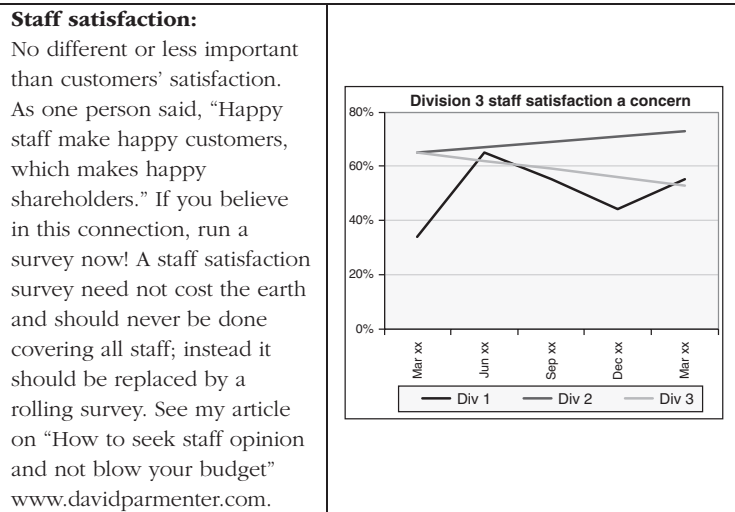 Staff satisfaction:
No different or less important
than customers’ satisfaction.
As one person said, “Happy
staff make happy customers,
which makes happy
shareholders.” If you believe
in this connection, run a
survey now! A staff satisfaction
survey need not cost the earth
and should never be done
covering all staff; instead it
should be replaced by a
rolling survey. See my article
on “How to seek staff opinion
and not blow your budget”
www.davidparmenter.com.
Division 3 staff satisfaction a concern
80%
60%
40%
20%
0%
Mar xx
Jun xx
Sep xx
Dec xx
Mar xx
Div 1 Div 2 Div 3